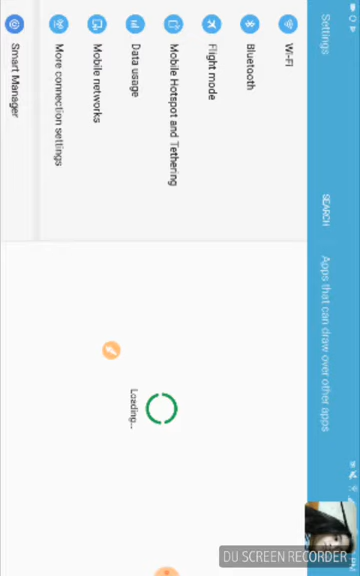 Settings
SEARCH
Apps that can draw over other apps
Wi-Fi
Bluetooth
Flight mode
Mobile Hotspot and Tethering
Data usage
Mobile networks
More connection settings
Smart Manager
Loading...
DU SCREEN RECORDER